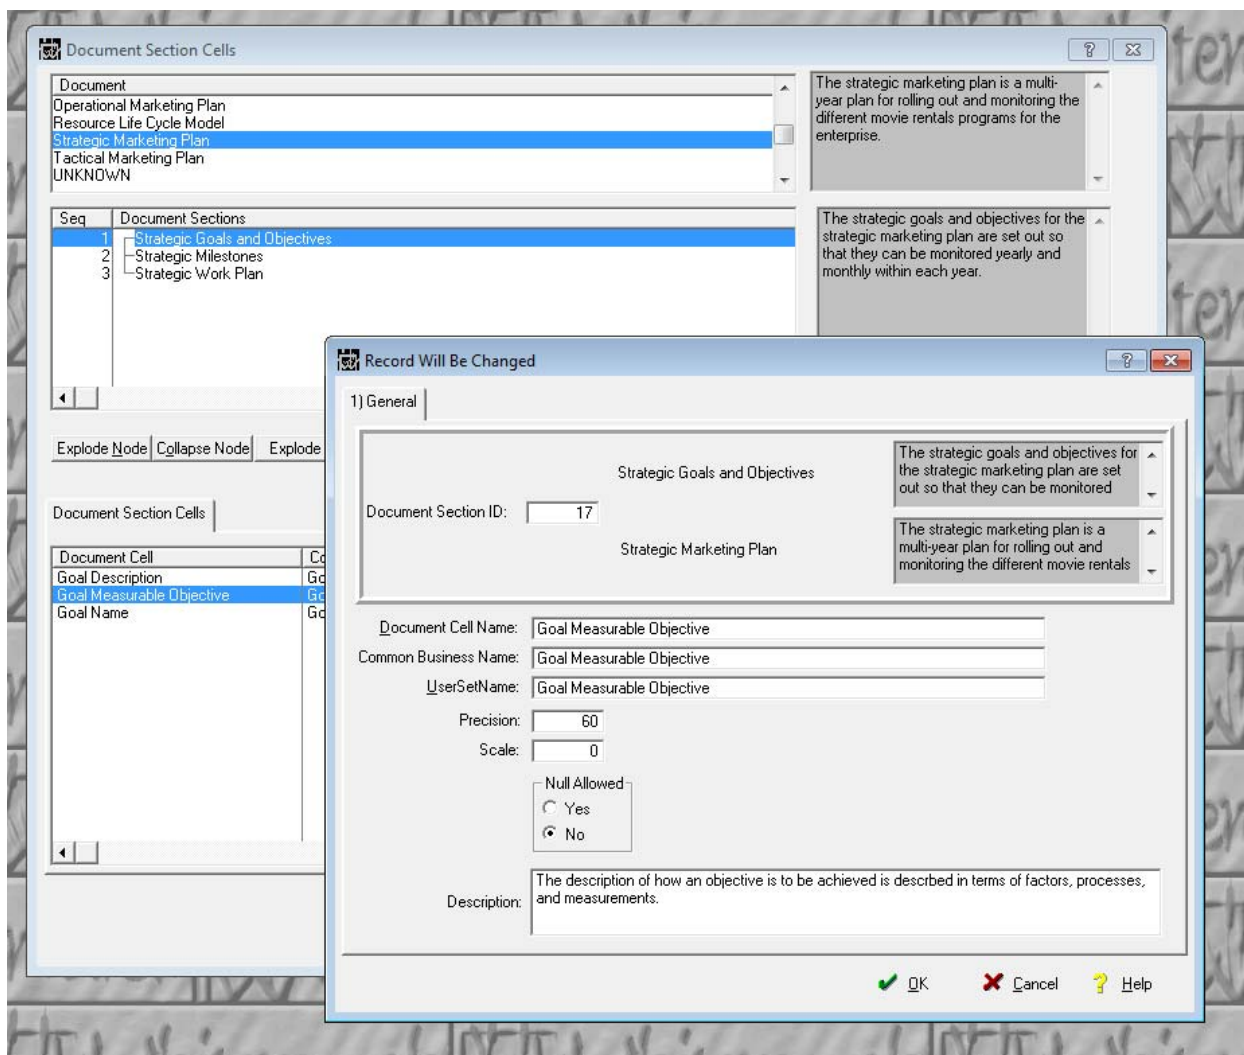 Document Section Cells
Document
Operational Marketing Plan
Resource Life Cycle Model
Strategic Marketing Plan
Tactical Marketing Plan
UNKNOWN
The strategic marketing plan is a multi-
year plan for rolling out and monitoring the
different movie rentals programs for the
enterprise.
Seq Document Sections
1 Strategic Goals and Objectives
2 Strategic Milestones
3 Strategic Work Plan
The strategic goals and objectives for the
strategic marketing plan are set out so
that they can be monitored yearly and
monthly within each year.
Explode Node Collapse Node Explode
Document Section Cells
Document Cell Co
Goal Description Go
Goal Measurable Objective Go
Goal Name Go
Record Will Be Changed
1) General
Strategic Goals and Objectives
The strategic goals and objectives for
the strategic marketing plan are set
out so that they can be monitored
Document Section ID: 17
Strategic Marketing Plan
The strategic marketing plan is a
multi-year plan for rolling out and
monitoring the different movie rentals
Document Cell Name: Goal Measurable Objective
Common Business Name: Goal Measurable Objective
UserSetName: Goal Measurable Objective
Precision: 60
Scale: 0
Null Allowed
Yes
No
Description: The description of how an objective is to be achieved is descrbed in terms of factors, processes,
and measurements.
OK Cancel Help